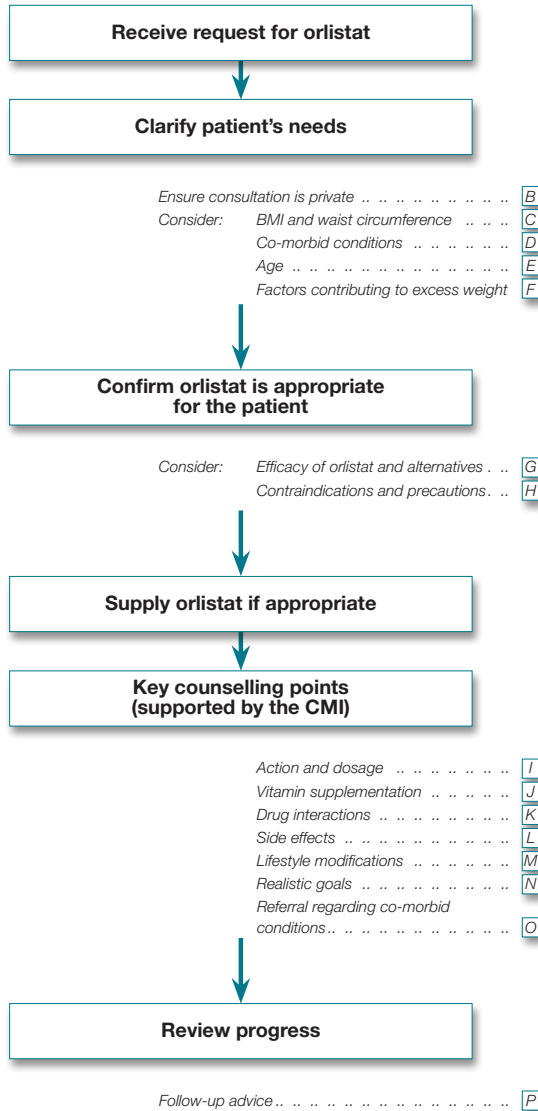 Receive request for orlistat
Clarify patient's needs
Ensure consultation is private .. .. .. .. .. .. .. .. .. B
Consider: BMI and waist circumference .. .. .. C
Co-morbid conditions .. .. .. .. .. .. D
Age .. .. .. .. .. .. .. .. .. .. .. .. .. E
Factors contributing to excess weight F
Confirm orlistat is appropriate
for the patient
Consider: Efficacy of orlistat and alternatives . .. G
Contraindications and precautions. .. H
Supply orlistat if appropriate
Key counselling points
(supported by the CMI)
Action and dosage .. .. .. .. .. .. .. I
Vitamin supplementation .. .. .. .. .. J
Drug interactions .. .. .. .. .. .. .. .. K
Side effects .. .. .. .. .. .. .. .. .. .. L
Lifestyle modifications .. .. .. .. .. .. M
Realistic goals .. .. .. .. .. .. .. .. .. N
Referral regarding co-morbid
conditions .. .. .. .. .. .. .. .. .. .. .. O
Review progress
Follow-up advice .. .. .. .. .. .. .. .. .. .. .. .. .. .. P